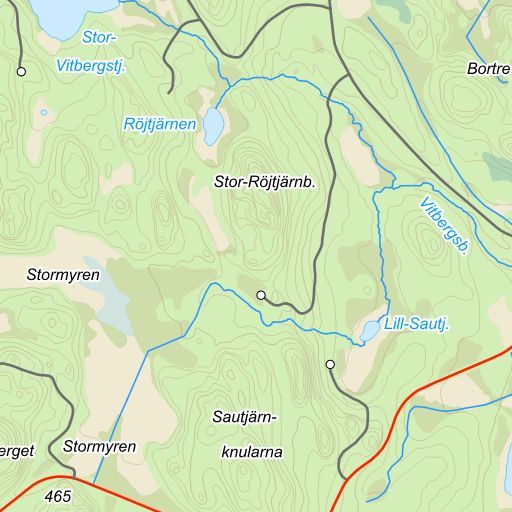 Stor-
Vitbergstj.
Bortre
Röjtjärnen
Stor-Röjtjärnb.
Vitbergsb.
Stormyren
Lill-Sautj.
Sautjärn-
knularna
erget
Stormyren
465